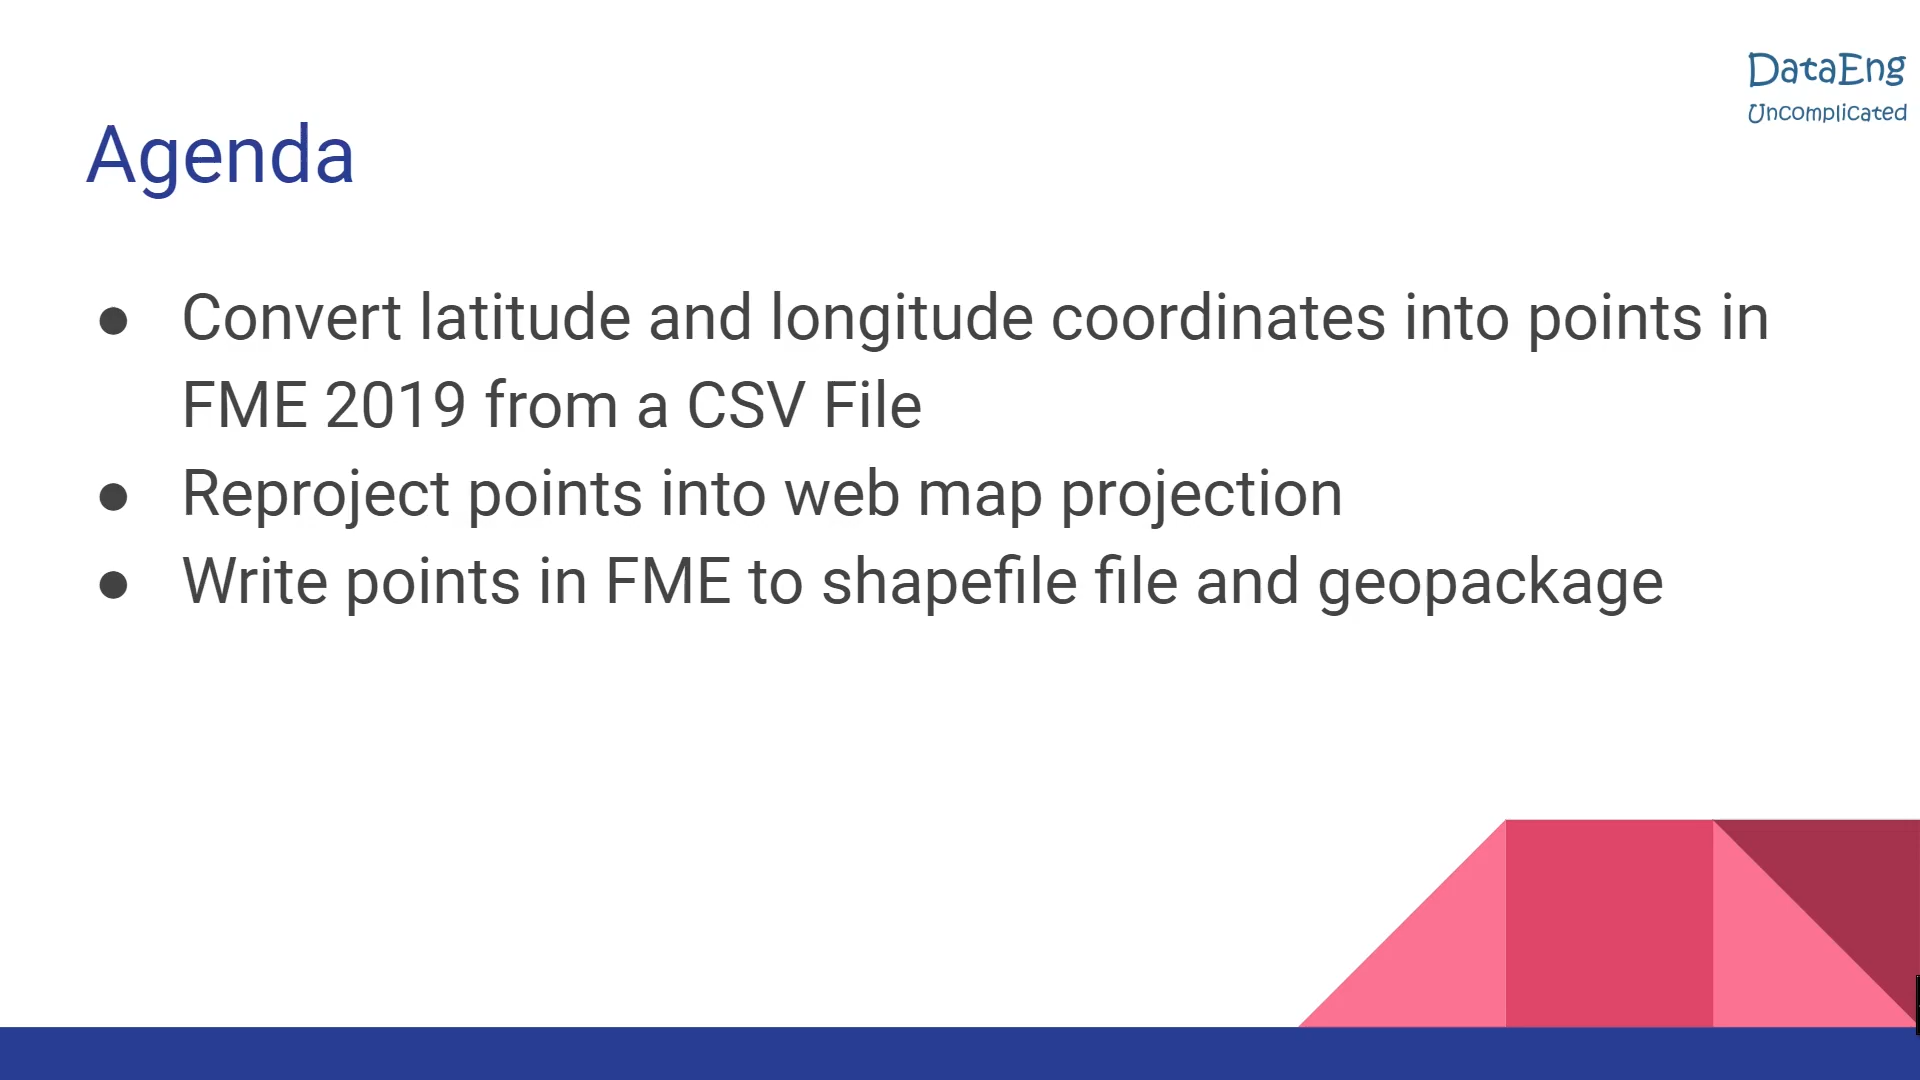 DataEng
Uncomplicated
Agenda
● Convert latitude and longitude coordinates into points in
FME 2019 from a CSV File
● Reproject points into web map projection
● Write points in FME to shapefile file and geopackage